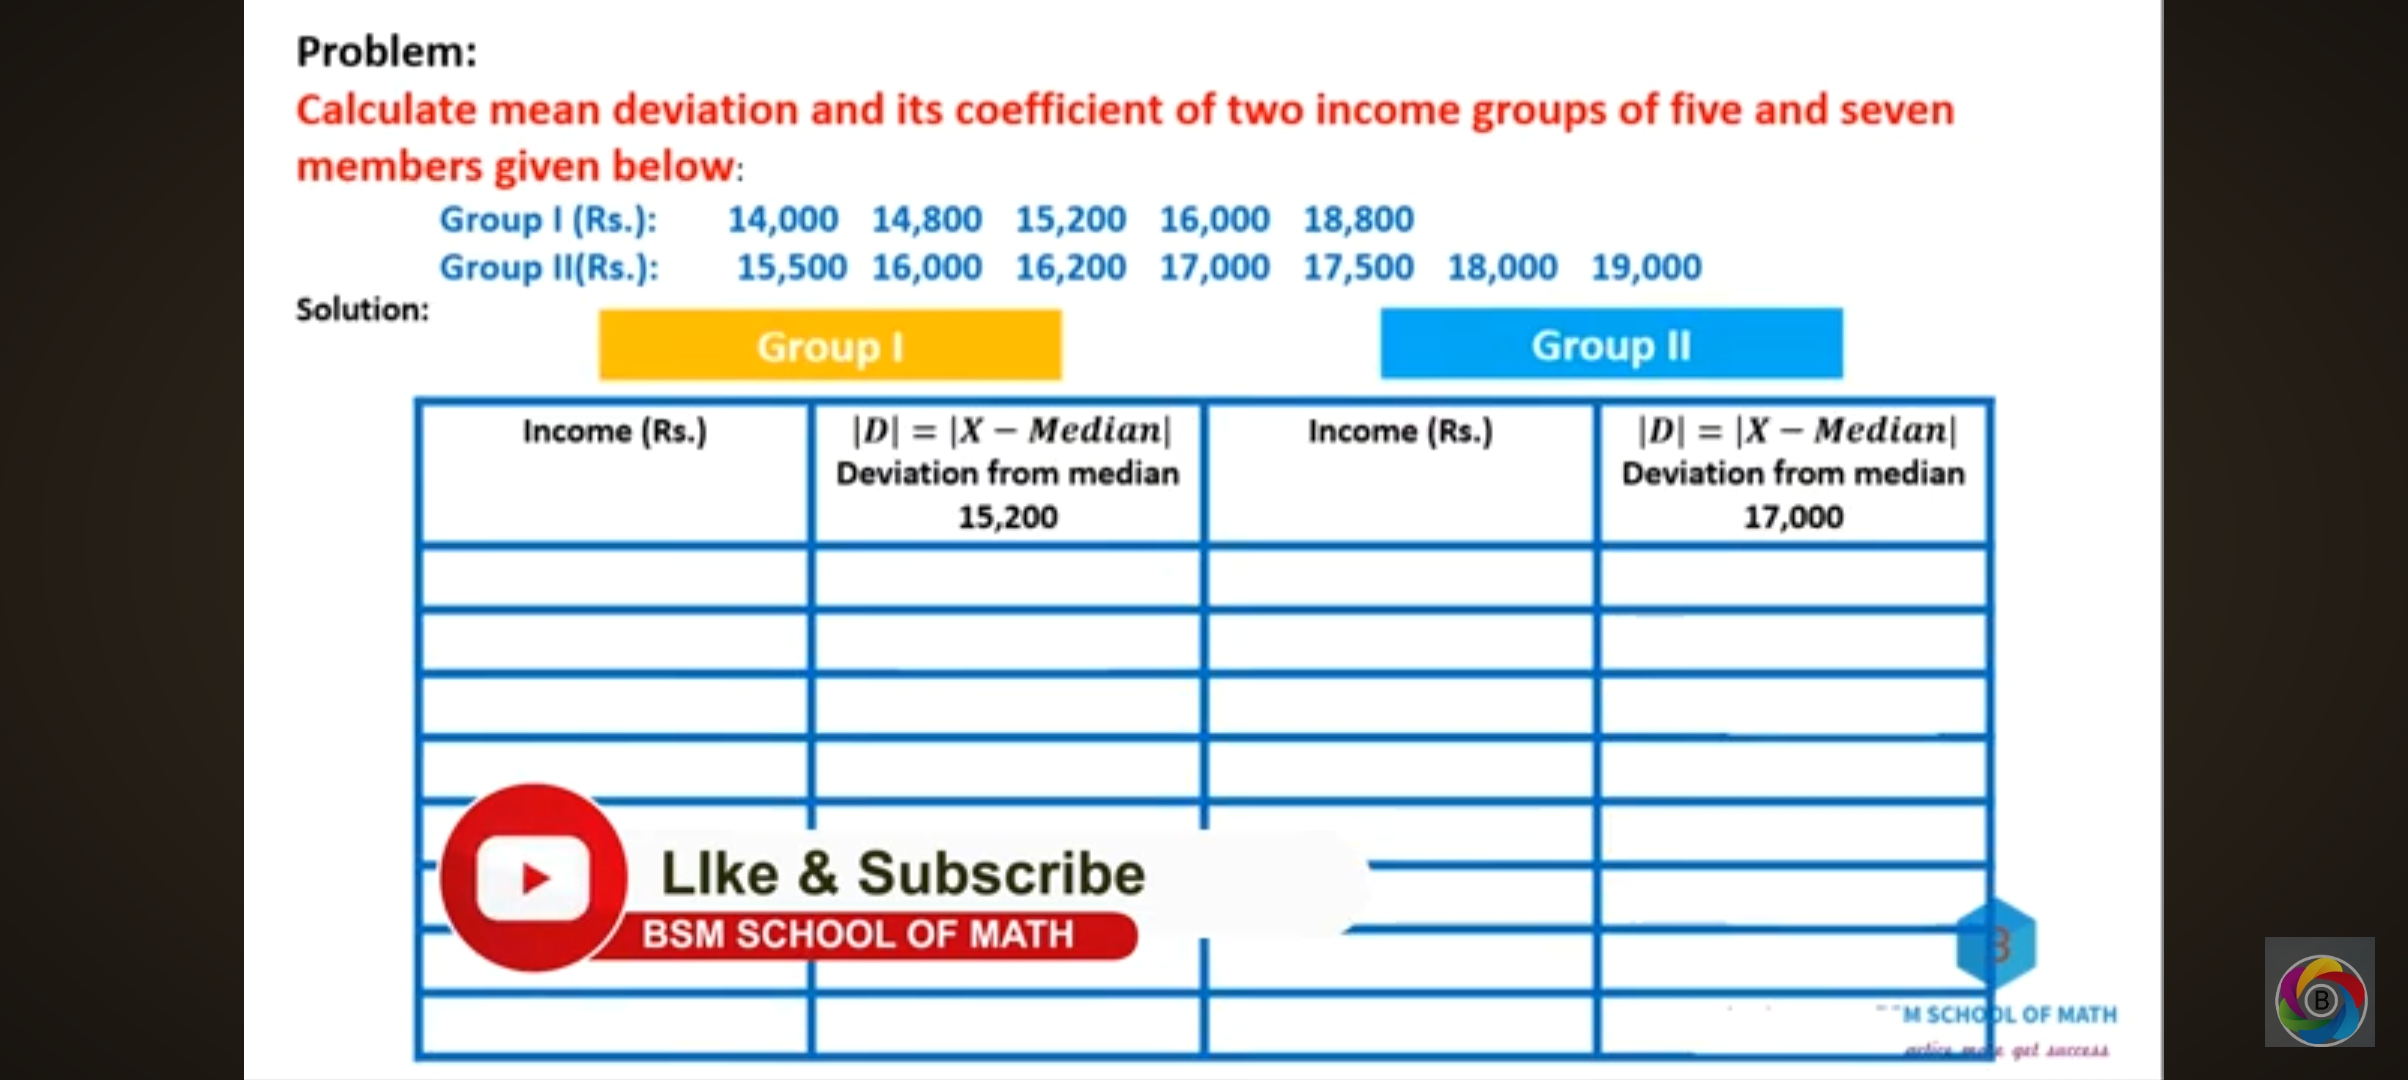 Problem:
Calculate mean deviation and its coefficient of two income groups of five and seven
members given below:
Group I (Rs.): 14,000 14,800 15,200 16,000 18,800
Group II(Rs.): 15,500 16,000 16,200 17,000 17,500 18,000 19,000
Solution:
Group I
Group II
Income (Rs.)
|D| = |X − Median|
Deviation from median
15,200
Income (Rs.)
|D| = |X − Median|
Deviation from median
17,000
LIke & Subscribe
BSM SCHOOL OF MATH
B
M SCHOOL OF MATH
get success